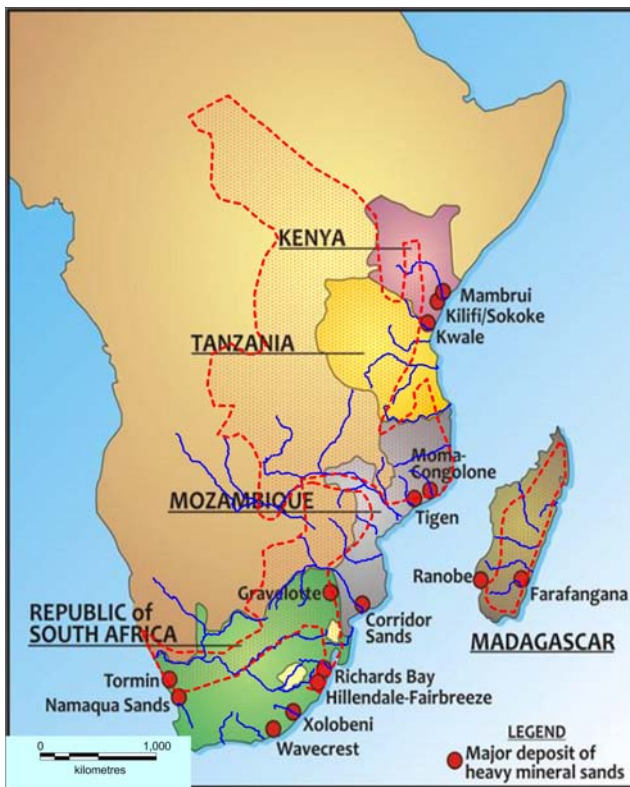 KENYA
Mambrui
Kilifi/Sokoke
Kwale
TANZANIA
Moma-
Congolone
MOZAMBIQUE
Tigen
Gravelotte
Ranobe
Farafangana
Corridor
Sands
REPUBLIC of
SOUTH AFRICA
MADAGASCAR
Tormin
Richards Bay
Namaqua Sands
Hillendale-Fairbreeze
Xolobeni
Wavecrest
LEGEND
Major deposit of
heavy mineral sands
0 1,000
kilometres